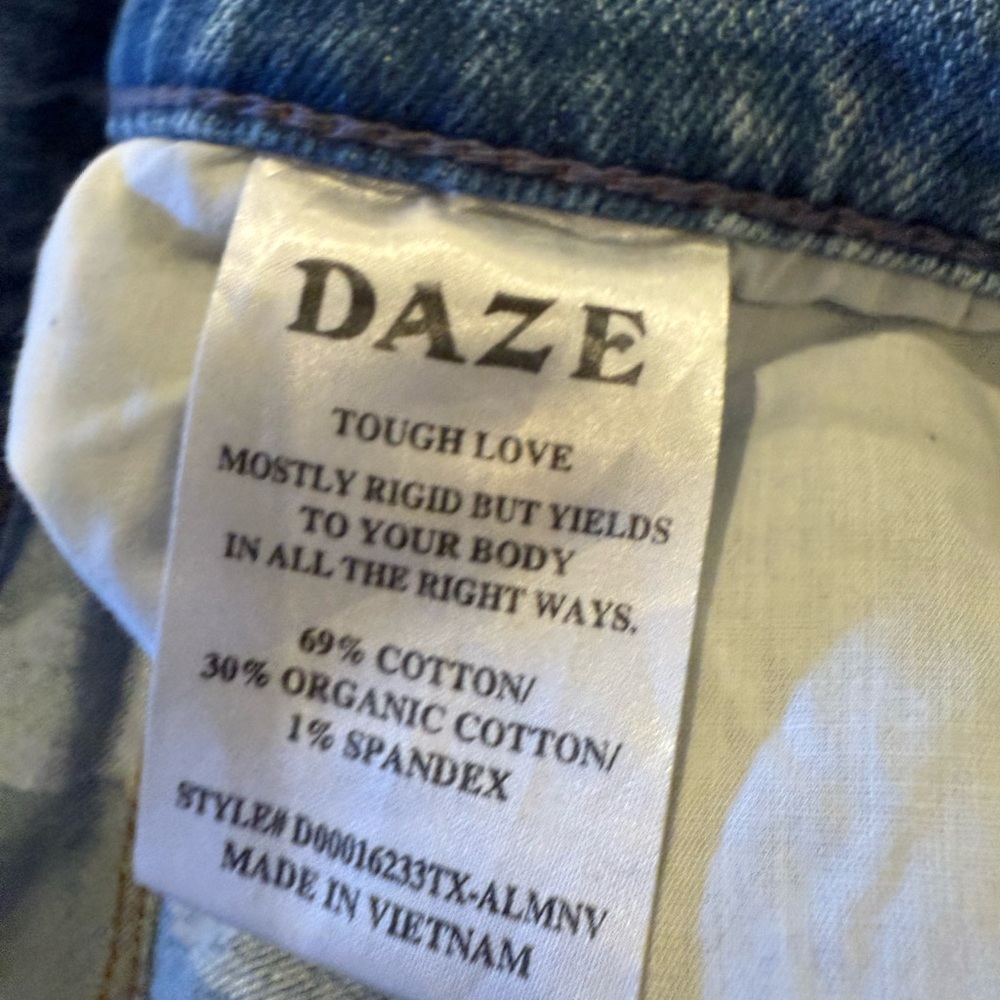 DAZE
TOUGH LOVE
MOSTLY RIGID BUT YIELDS
TO YOUR BODY
IN ALL THE RIGHT WAYS.
69% COTTON/
30% ORGANIC COTTON/
1% SPANDEX
STYLE# D00016233TX-ALMNV
MADE IN VIETNAM